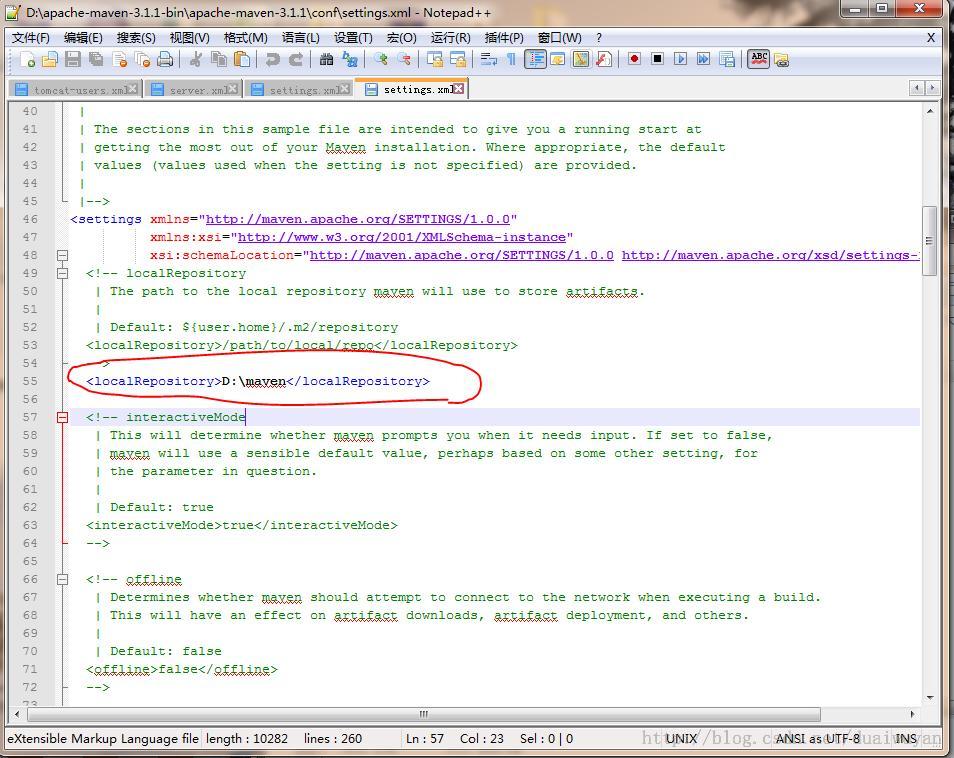 D:\apache-maven-3.1.1-bin\apache-maven-3.1.1\conf\settings.xml - Notepad++
文件(F) 编辑(E) 搜索(S) 视图(V) 格式(M) 语言(L) 设置(T) 宏(O) 运行(R) 插件(P) 窗口(W) ? X
tomcat-users.xml server.xml settings.xml settings.xml
40 |
41 | The sections in this sample file are intended to give you a running start at
42 | getting the most out of your Maven installation. Where appropriate, the default
43 | values (values used when the setting is not specified) are provided.
44 |
45 |-->
46 <settings xmlns="http://maven.apache.org/SETTINGS/1.0.0"
47 xmlns:xsi="http://www.w3.org/2001/XMLSchema-instance"
48 xsi:schemaLocation="http://maven.apache.org/SETTINGS/1.0.0 http://maven.apache.org/xsd/settings-
49 <!-- localRepository
50 | The path to the local repository maven will use to store artifacts.
51 |
52 | Default: ${user.home}/.m2/repository
53 <localRepository>/path/to/local/repo</localRepository>
54 >
55 <localRepository>D:\maven</localRepository>
56
57 <!-- interactiveMode
58 | This will determine whether maven prompts you when it needs input. If set to false,
59 | maven will use a sensible default value, perhaps based on some other setting, for
60 | the parameter in question.
61 |
62 | Default: true
63 <interactiveMode>true</interactiveMode>
64 -->
65
66 <!-- offline
67 | Determines whether maven should attempt to connect to the network when executing a build.
68 | This will have an effect on artifact downloads, artifact deployment, and others.
69 |
70 | Default: false
71 <offline>false</offline>
72 -->
73
eXtensible Markup Language file length : 10282 lines : 260 Ln : 57 Col : 23 Sel : 0 | 0 UNIX ANSI as UTF-8 INS